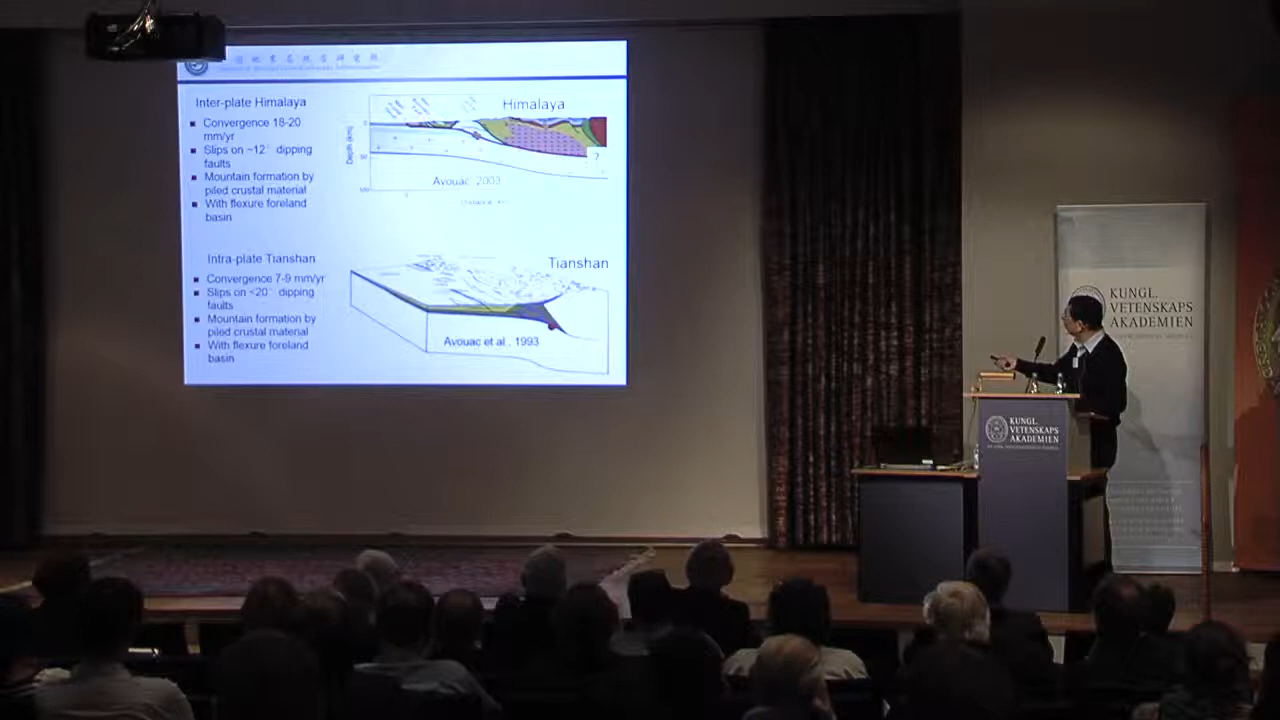 Inter-plate Himalaya
Convergence 18-20
mm/yr
Slips on ~12° dipping
faults
Mountain formation by
piled crustal material
With flexure foreland
basin
Himalaya
Depth (km)
?
Avouac, 2003
Intra-plate Tianshan
Convergence 7-9 mm/yr
Slips on <20° dipping
faults
Mountain formation by
piled crustal material
With flexure foreland
basin
Tianshan
Avouac et al., 1993
KUNGL.
VETENSKAPS
AKADEMIEN
KUNGL.
VETENSKAPS
AKADEMIEN